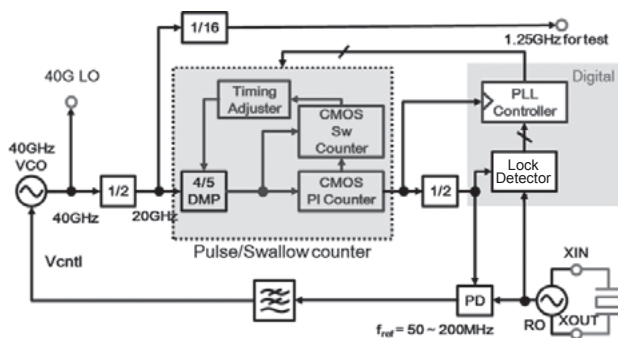 1/16
1.25GHz for test
40G LO
Digital
Timing
Adjuster
PLL
Controller
CMOS
Sw
Counter
40GHz
VCO
Lock
Detector
1/2
4/5
DMP
CMOS
PI Counter
1/2
40GHz
20GHz
Pulse/Swallow counter
Vcntl
XIN
PD
RO
XOUT
fref = 50 ~ 200MHz